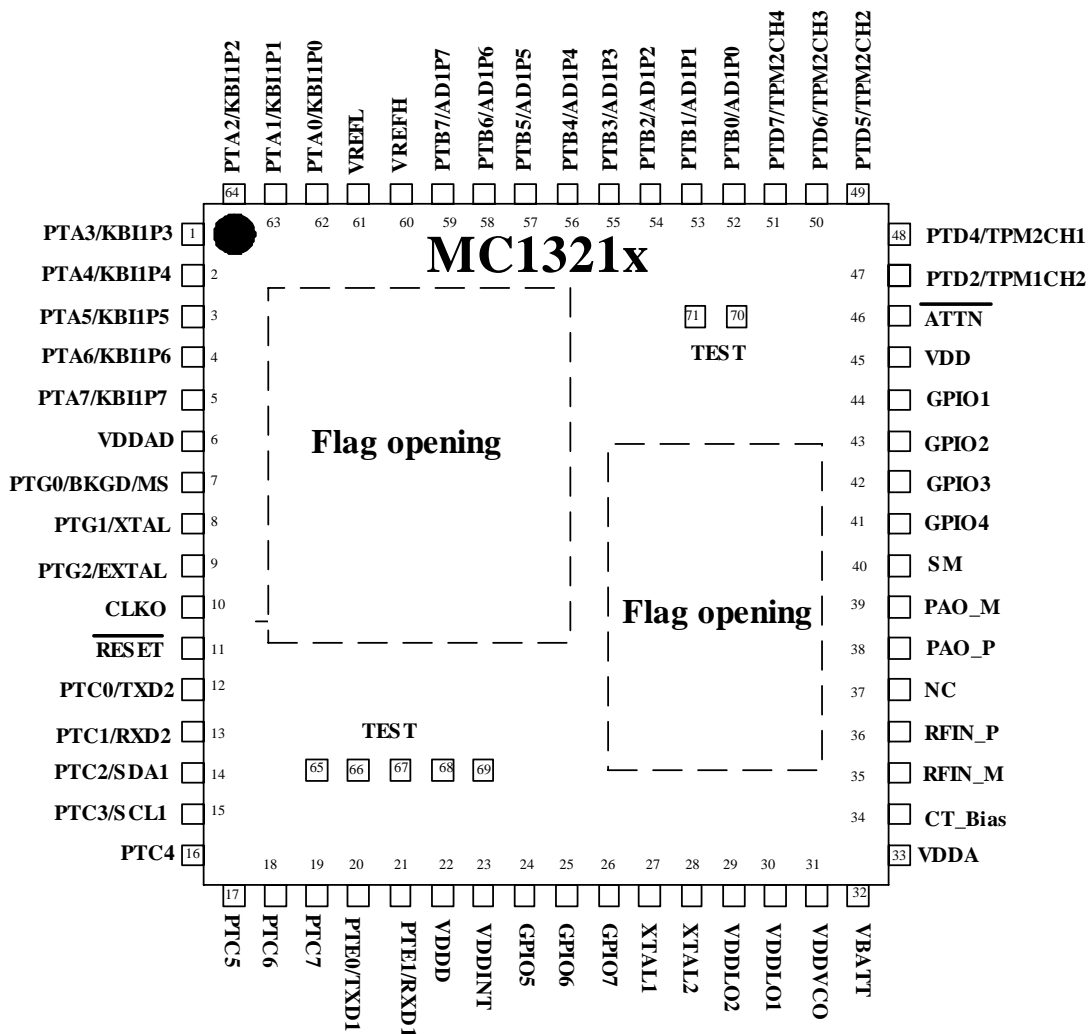 PTA2/KBI1P2
PTA1/KBI1P1
PTA0/KBI1P0
VREFL
VREFH
PTB7/AD1P7
PTB6/AD1P6
PTB5/AD1P5
PTB4/AD1P4
PTB3/AD1P3
PTB2/AD1P2
PTB1/AD1P1
PTB0/AD1P0
PTD7/TPM2CH4
PTD6/TPM2CH3
PTD5/TPM2CH2
64
63
62
61
60
59
58
57
56
55
54
53
52
51
50
49
MC1321x
PTA3/KBI1P3 1
PTA4/KBI1P4 2
PTA5/KBI1P5 3
PTA6/KBI1P6 4
PTA7/KBI1P7 5
VDDAD 6
PTG0/BKGD/MS 7
PTG1/XTAL 8
PTG2/EXTAL 9
CLKO 10
RESET 11
PTC0/TXD2 12
PTC1/RXD2 13
PTC2/SDA1 14
PTC3/SCL1 15
PTC4 16
71 70
TEST
Flag opening
Flag opening
TEST
65 66 67 68 69
48 PTD4/TPM2CH1
47 PTD2/TPM1CH2
46 ATTN
45 VDD
44 GPIO1
43 GPIO2
42 GPIO3
41 GPIO4
40 SM
39 PAO_M
38 PAO_P
37 NC
36 RFIN_P
35 RFIN_M
34 CT_Bias
33 VDDA
17
18
19
20
21
22
23
24
25
26
27
28
29
30
31
32
PTC5
PTC6
PTC7
PTE0/TXD1
PTE1/RXD1
VDDD
VDDINT
GPIO5
GPIO6
GPIO7
XTAL1
XTAL2
VDDLO2
VDDLO1
VDDVCO
VBATT